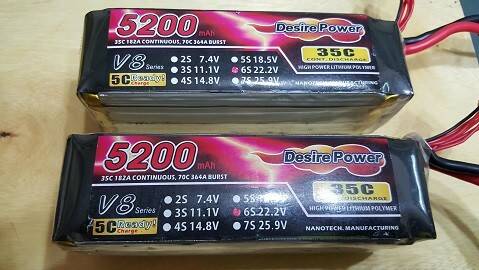 5200 mAh
35C 182A CONTINUOUS, 70C 364A BURST
Desire Power
35C
CONT. DISCHARGE
HIGH POWER LITHIUM POLYMER
NANOTECH. MANUFACTURING
V8 Series
5C Ready!
Charge
2S 7.4V
3S 11.1V
4S 14.8V
5S 18.5V
6S 22.2V
7S 25.9V
5200 mAh
35C 182A CONTINUOUS, 70C 364A BURST
Desire Power
35C
DISCHARGE
HIGH POWER LITHIUM POLYMER
NANOTECH. MANUFACTURING
V8 Series
5C Ready!
Charge
2S 7.4V
3S 11.1V
4S 14.8V
5S
6S 22.2V
7S 25.9V